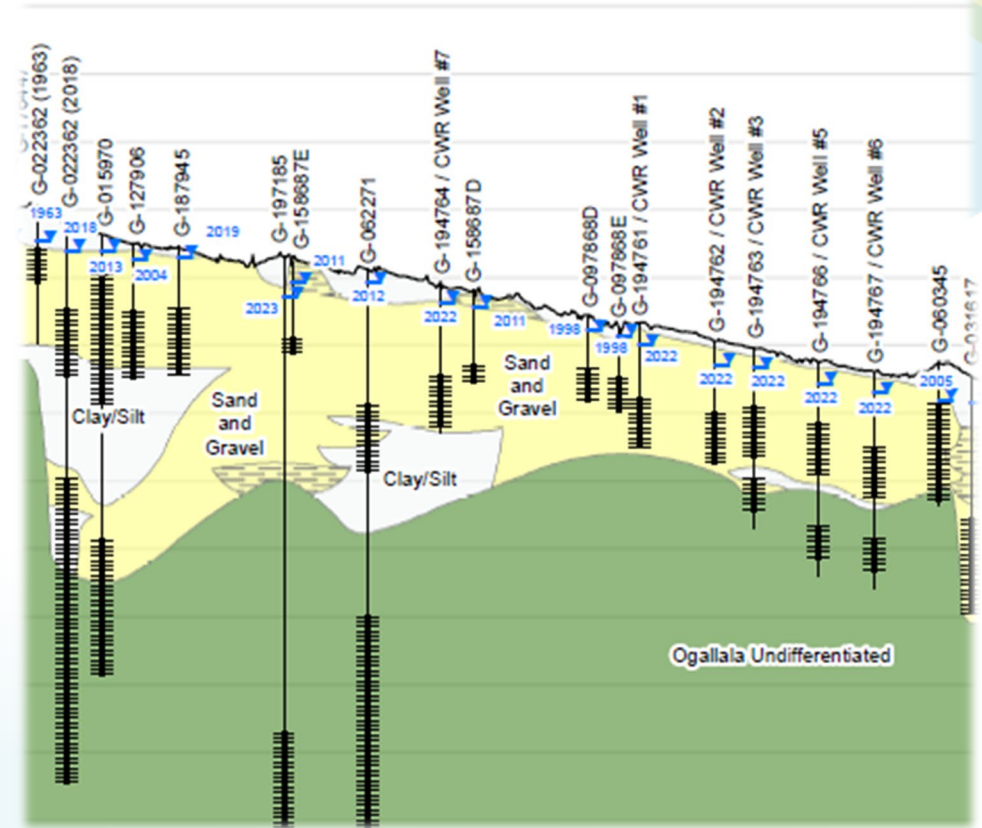 G-022362 (1963)
G-022362 (2018)
G-015970
G-127906
G-187945
G-197185
G-158687E
G-062271
G-194764 / CWR Well #7
G-158687D
G-097868D
G-097868E
G-194761 / CWR Well #1
G-194762 / CWR Well #2
G-194763 / CWR Well #3
G-194766 / CWR Well #5
G-194767 / CWR Well #6
G-060345
G-031617
1963
2018
2013
2004
2019
2023
2011
2012
2022
2011
1998
1998
2022
2022
2022
2022
2022
2005
Clay/Silt
Sand
and
Gravel
Clay/Silt
Sand
and
Gravel
Ogallala Undifferentiated